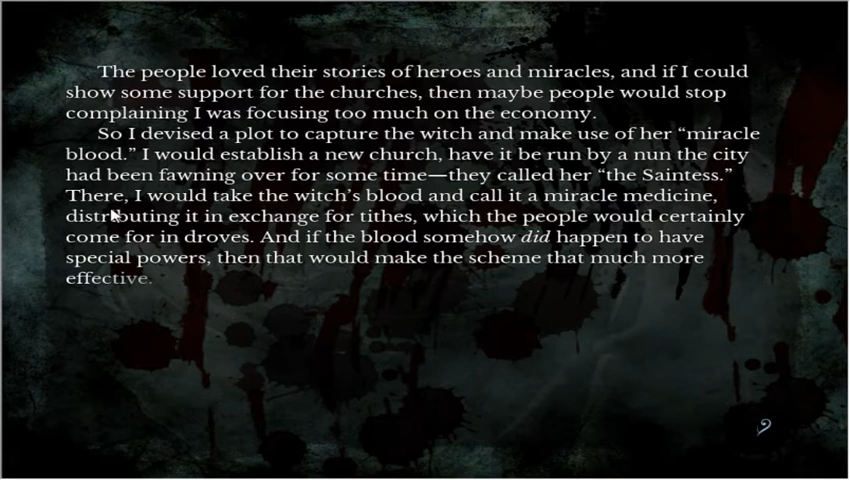 The people loved their stories of heroes and miracles, and if I could
show some support for the churches, then maybe people would stop
complaining I was focusing too much on the economy.
So I devised a plot to capture the witch and make use of her “miracle
blood.” I would establish a new church, have it be run by a nun the city
had been fawning over for some time—they called her “the Saintess.”
There, I would take the witch’s blood and call it a miracle medicine,
distributing it in exchange for tithes, which the people would certainly
come for in droves. And if the blood somehow did happen to have
special powers, then that would make the scheme that much more
effective.